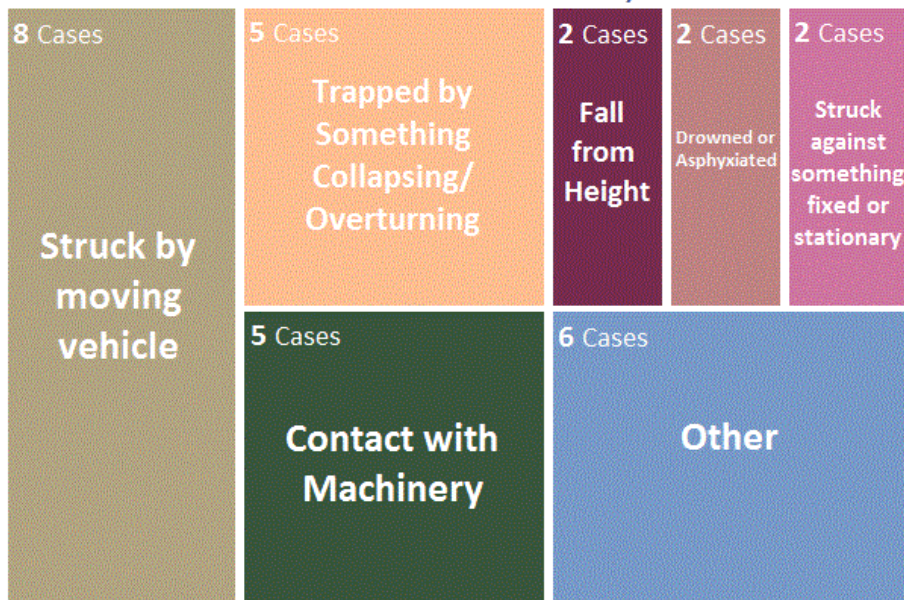 8 Cases
Struck by
moving
vehicle
5 Cases
Trapped by
Something
Collapsing/
Overturning
2 Cases
Fall
from
Height
2 Cases
Drowned or
Asphyxiated
2 Cases
Struck
against
something
fixed or
stationary
5 Cases
Contact with
Machinery
6 Cases
Other